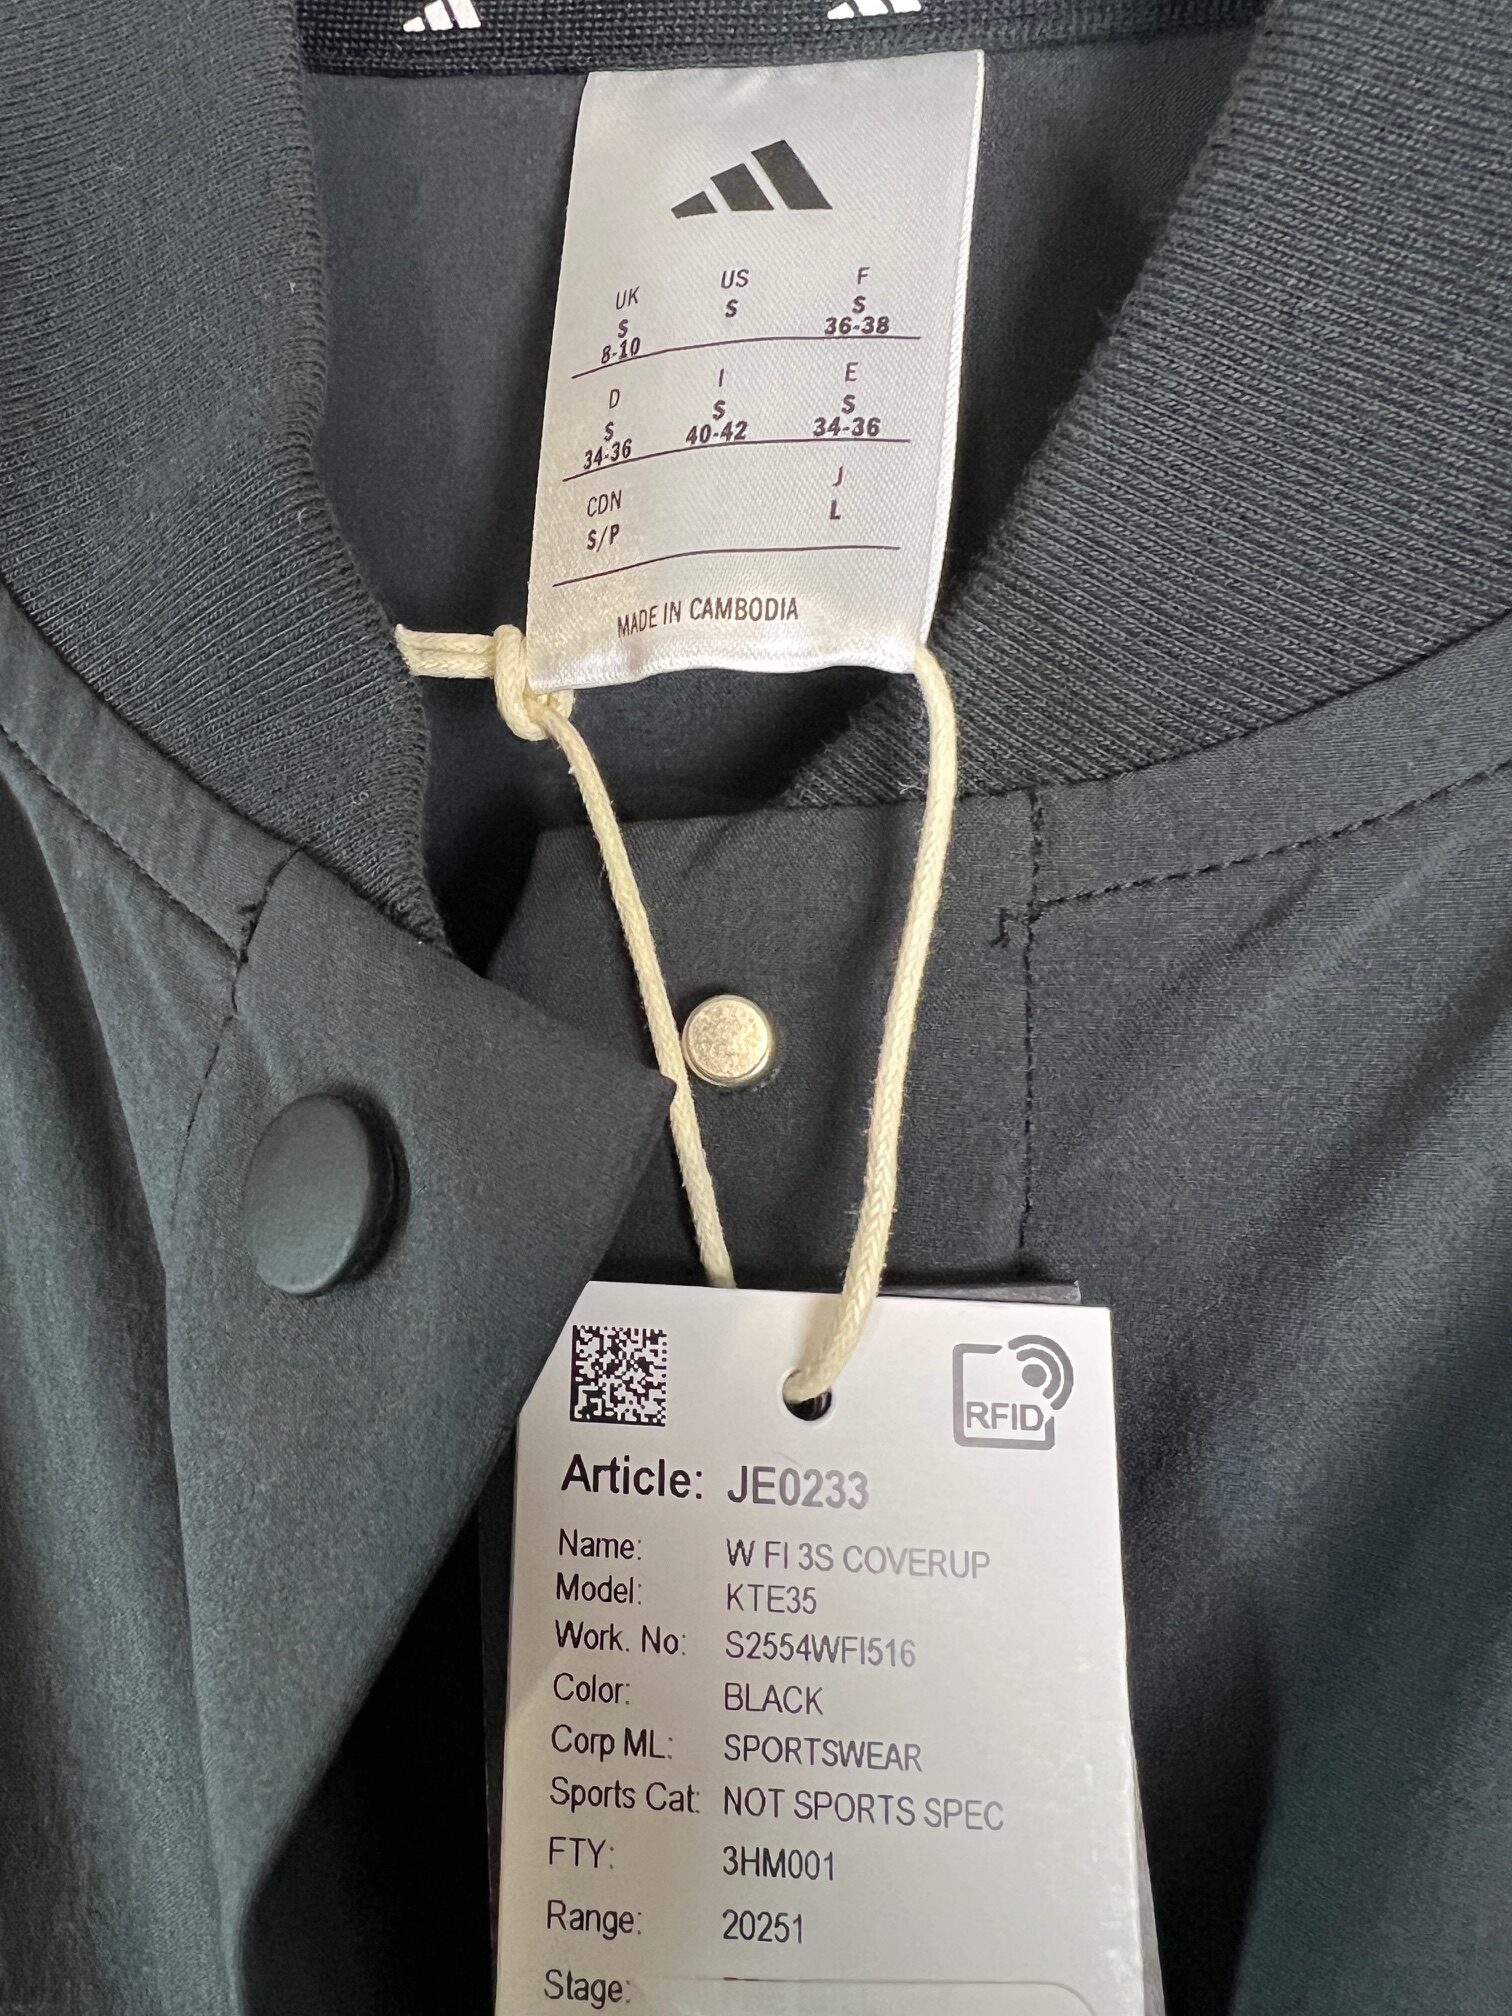 UK US F
S S S
8-10 36-38
D I E
S S S
34-36 40-42 34-36
CDN J
S/P L
MADE IN CAMBODIA
RFID
Article: JE0233
Name: W FI 3S COVERUP
Model: KTE35
Work. No: S2554WFI516
Color: BLACK
Corp ML: SPORTSWEAR
Sports Cat: NOT SPORTS SPEC
FTY: 3HM001
Range: 20251
Stage: